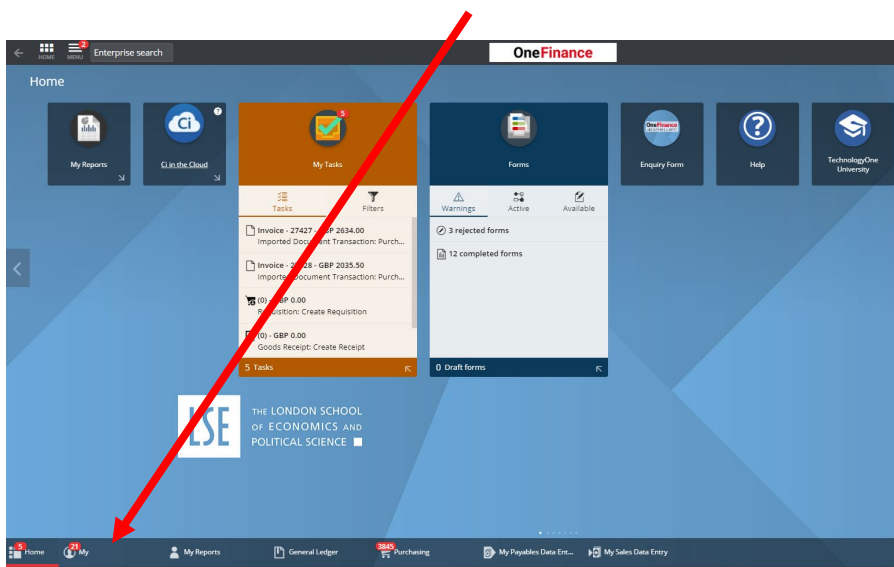 2
HOME
MENU
Enterprise search
OneFinance
Home
My Reports
Ci
Ci in the Cloud
?
5
My Tasks
Tasks
Filters
Invoice - 27427 - GBP 2634.00
Imported Document Transaction: Purch...
Invoice - 27428 - GBP 2035.50
Imported Document Transaction: Purch...
(0) - GBP 0.00
Requisition: Create Requisition
(0) - GBP 0.00
Goods Receipt: Create Receipt
5 Tasks
Forms
Warnings
Active
Available
3 rejected forms
12 completed forms
0 Draft forms
OneFinance
Enquiry Form
?
Help
TechnologyOne
University
LSE
THE LONDON SCHOOL
OF ECONOMICS AND
POLITICAL SCIENCE
5
Home
21
My
My Reports
General Ledger
3845
Purchasing
My Payables Data Ent...
My Sales Data Entry